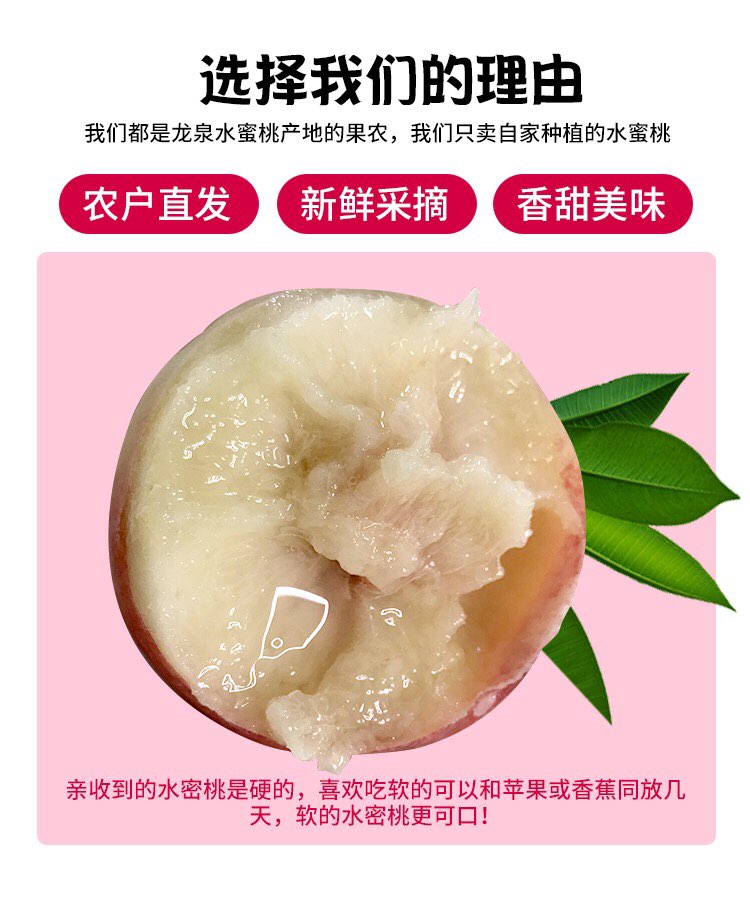 选择我们的理由
我们都是龙泉水蜜桃产地的果农，我们只卖自家种植的水蜜桃
农户直发 新鲜采摘 香甜美味
亲收到的水密桃是硬的，喜欢吃软的可以和苹果或香蕉同放几
天，软的水密桃更可口！